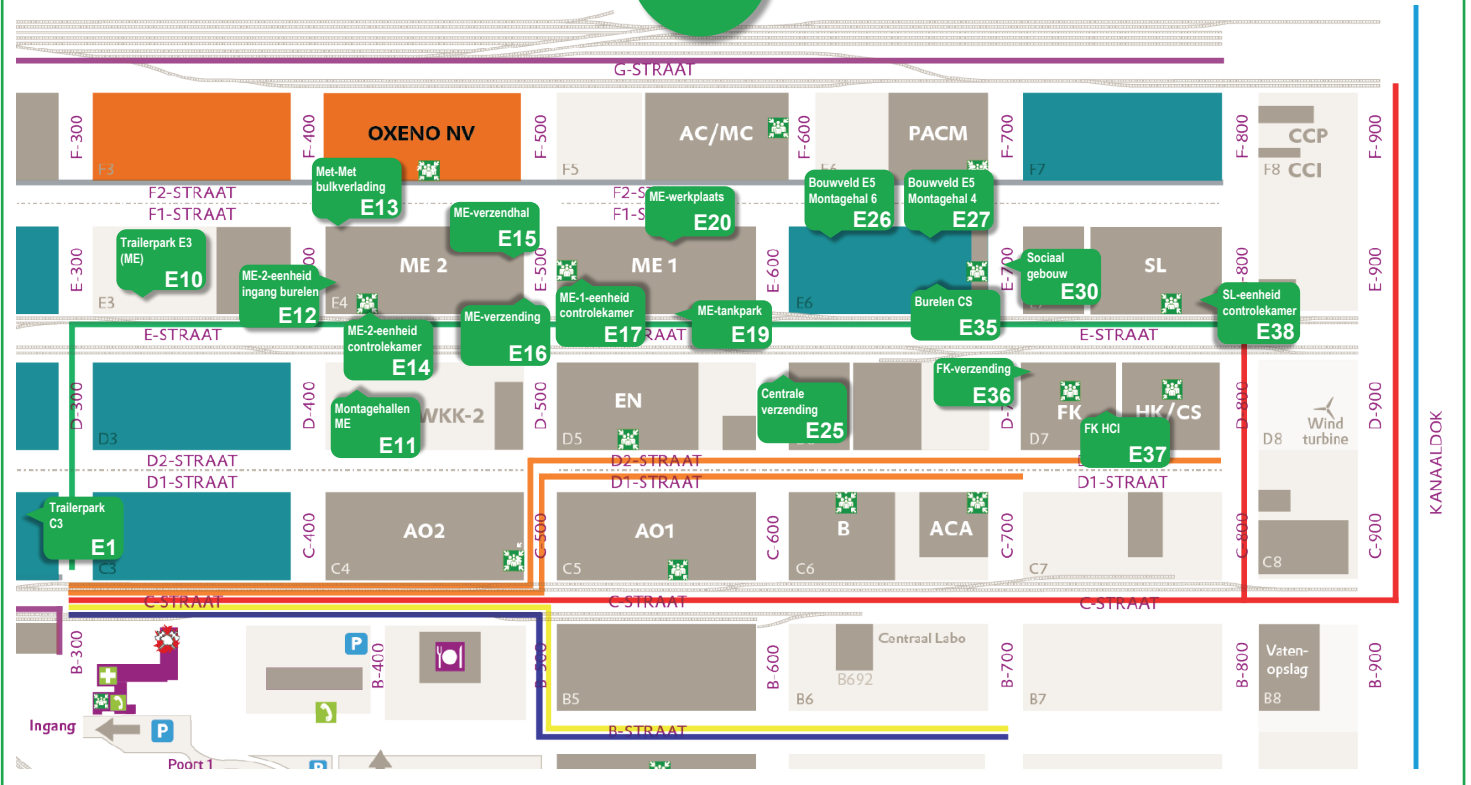 G-STRAAT
F-300
F-400
OXENO NV
F-500
AC/MC
F-600
PACM
F-700
F-800
CCP
F8 CCI
F-900
F3
F5
F6
F7
F2-STRAAT
F1-STRAAT
F2-S
F1-S
Met-Met
bulkverlading
E13
ME-verzendhal
E15
ME-werkplaats
E20
Bouwveld E5
Montagehal 6
E26
Bouwveld E5
Montagehal 4
E27
E-300
Trailerpark E3
(ME)
E10
E3
00
ME-2-eenheid
ingang burelen
E12
ME 2
E4
E-500
ME 1
E-600
E6
E-700
Sociaal
gebouw
E30
SL
-800
E-900
ME-2-eenheid
controlekamer
E14
ME-verzending
E16
ME-1-eenheid
controlekamer
E17
ME-tankpark
E19
Burelen CS
E35
SL-eenheid
controlekamer
E38
E-STRAAT
RAAT
E-STRAAT
D-300
D3
D-400
Montagehallen
ME
E11
WKK-2
D-500
EN
D5
Centrale
verzending
E25
FK-verzending
E36
D-7
FK
HK/CS
D7
FK HCI
E37
D-800
Wind
turbine
D8
D-900
D2-STRAAT
D1-STRAAT
D2-STRAAT
D1-STRAAT
D1-STRAAT
KANAALDOK
Trailerpark
C3
E1
C3
C-400
AO2
C4
C-500
AO1
C5
C-600
B
C6
ACA
C-700
C7
C-800
C8
C-900
C-STRAAT
C-STRAAT
C-STRAAT
B-300
P
B-400
B-500
B5
B-600
Centraal Labo
B692
B6
B-700
B7
B-800
Vaten-
opslag
B8
B-900
Ingang
P
B-STRAAT
Poort 1
P